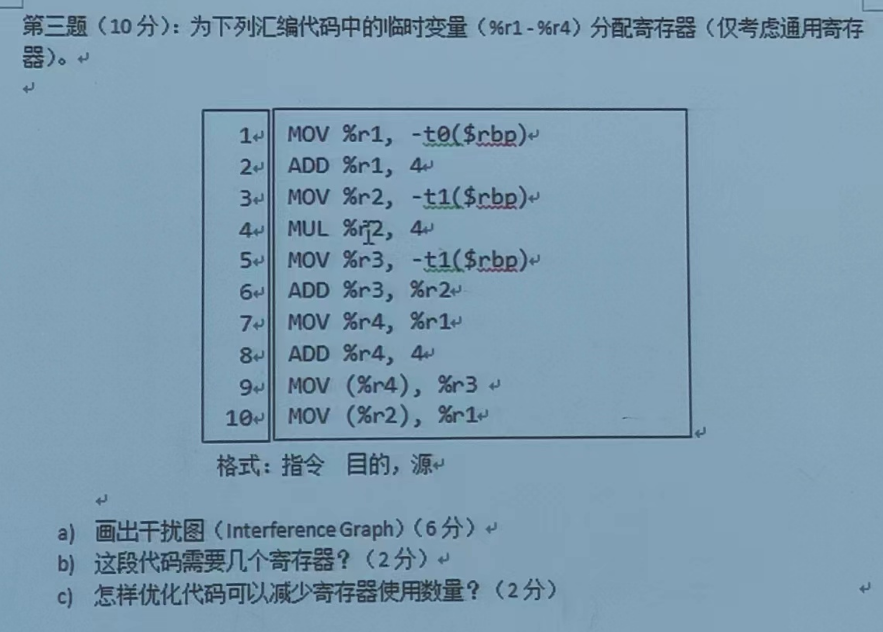 第三题（10 分）：为下列汇编代码中的临时变量（%r1-%r4）分配寄存器（仅考虑通用寄存
器）。
1 MOV %r1, -t0($rbp)
2 ADD %r1, 4
3 MOV %r2, -t1($rbp)
4 MUL %r2, 4
5 MOV %r3, -t1($rbp)
6 ADD %r3, %r2
7 MOV %r4, %r1
8 ADD %r4, 4
9 MOV (%r4), %r3
10 MOV (%r2), %r1
格式：指令 目的，源
a) 画出干扰图（Interference Graph）（6 分）
b) 这段代码需要几个寄存器？（2 分）
c) 怎样优化代码可以减少寄存器使用数量？（2 分）